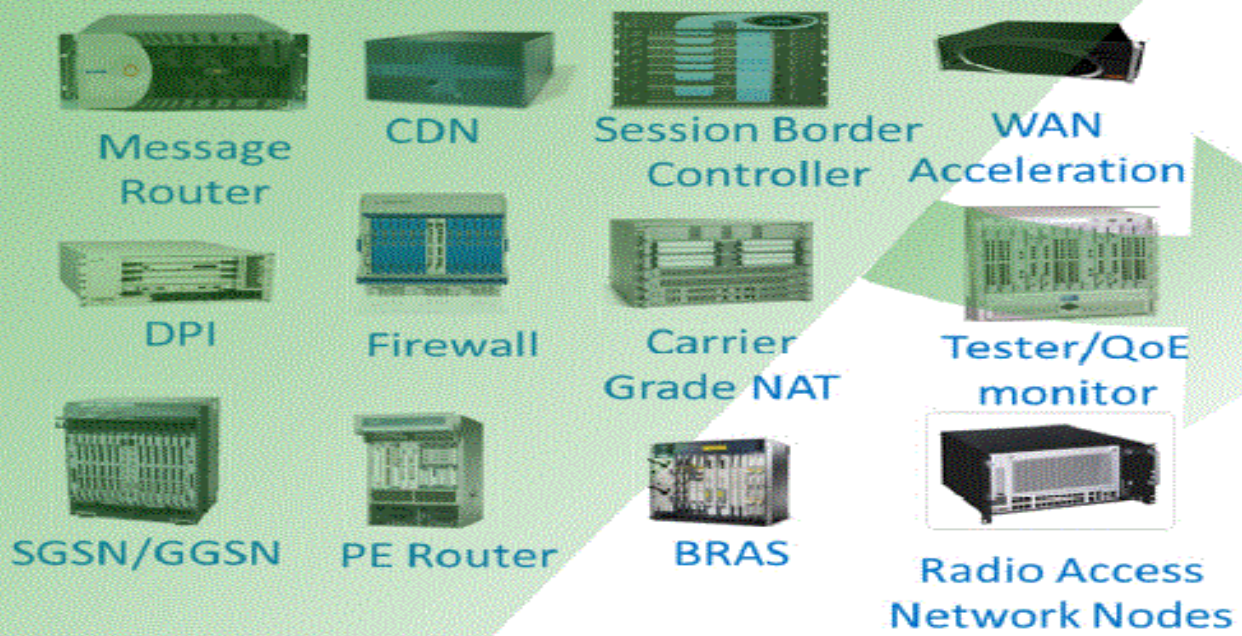 Message
Router
CDN
Session Border
Controller
WAN
Acceleration
DPI
Firewall
Carrier
Grade NAT
Tester/QoE
monitor
SGSN/GGSN
PE Router
BRAS
Radio Access
Network Nodes